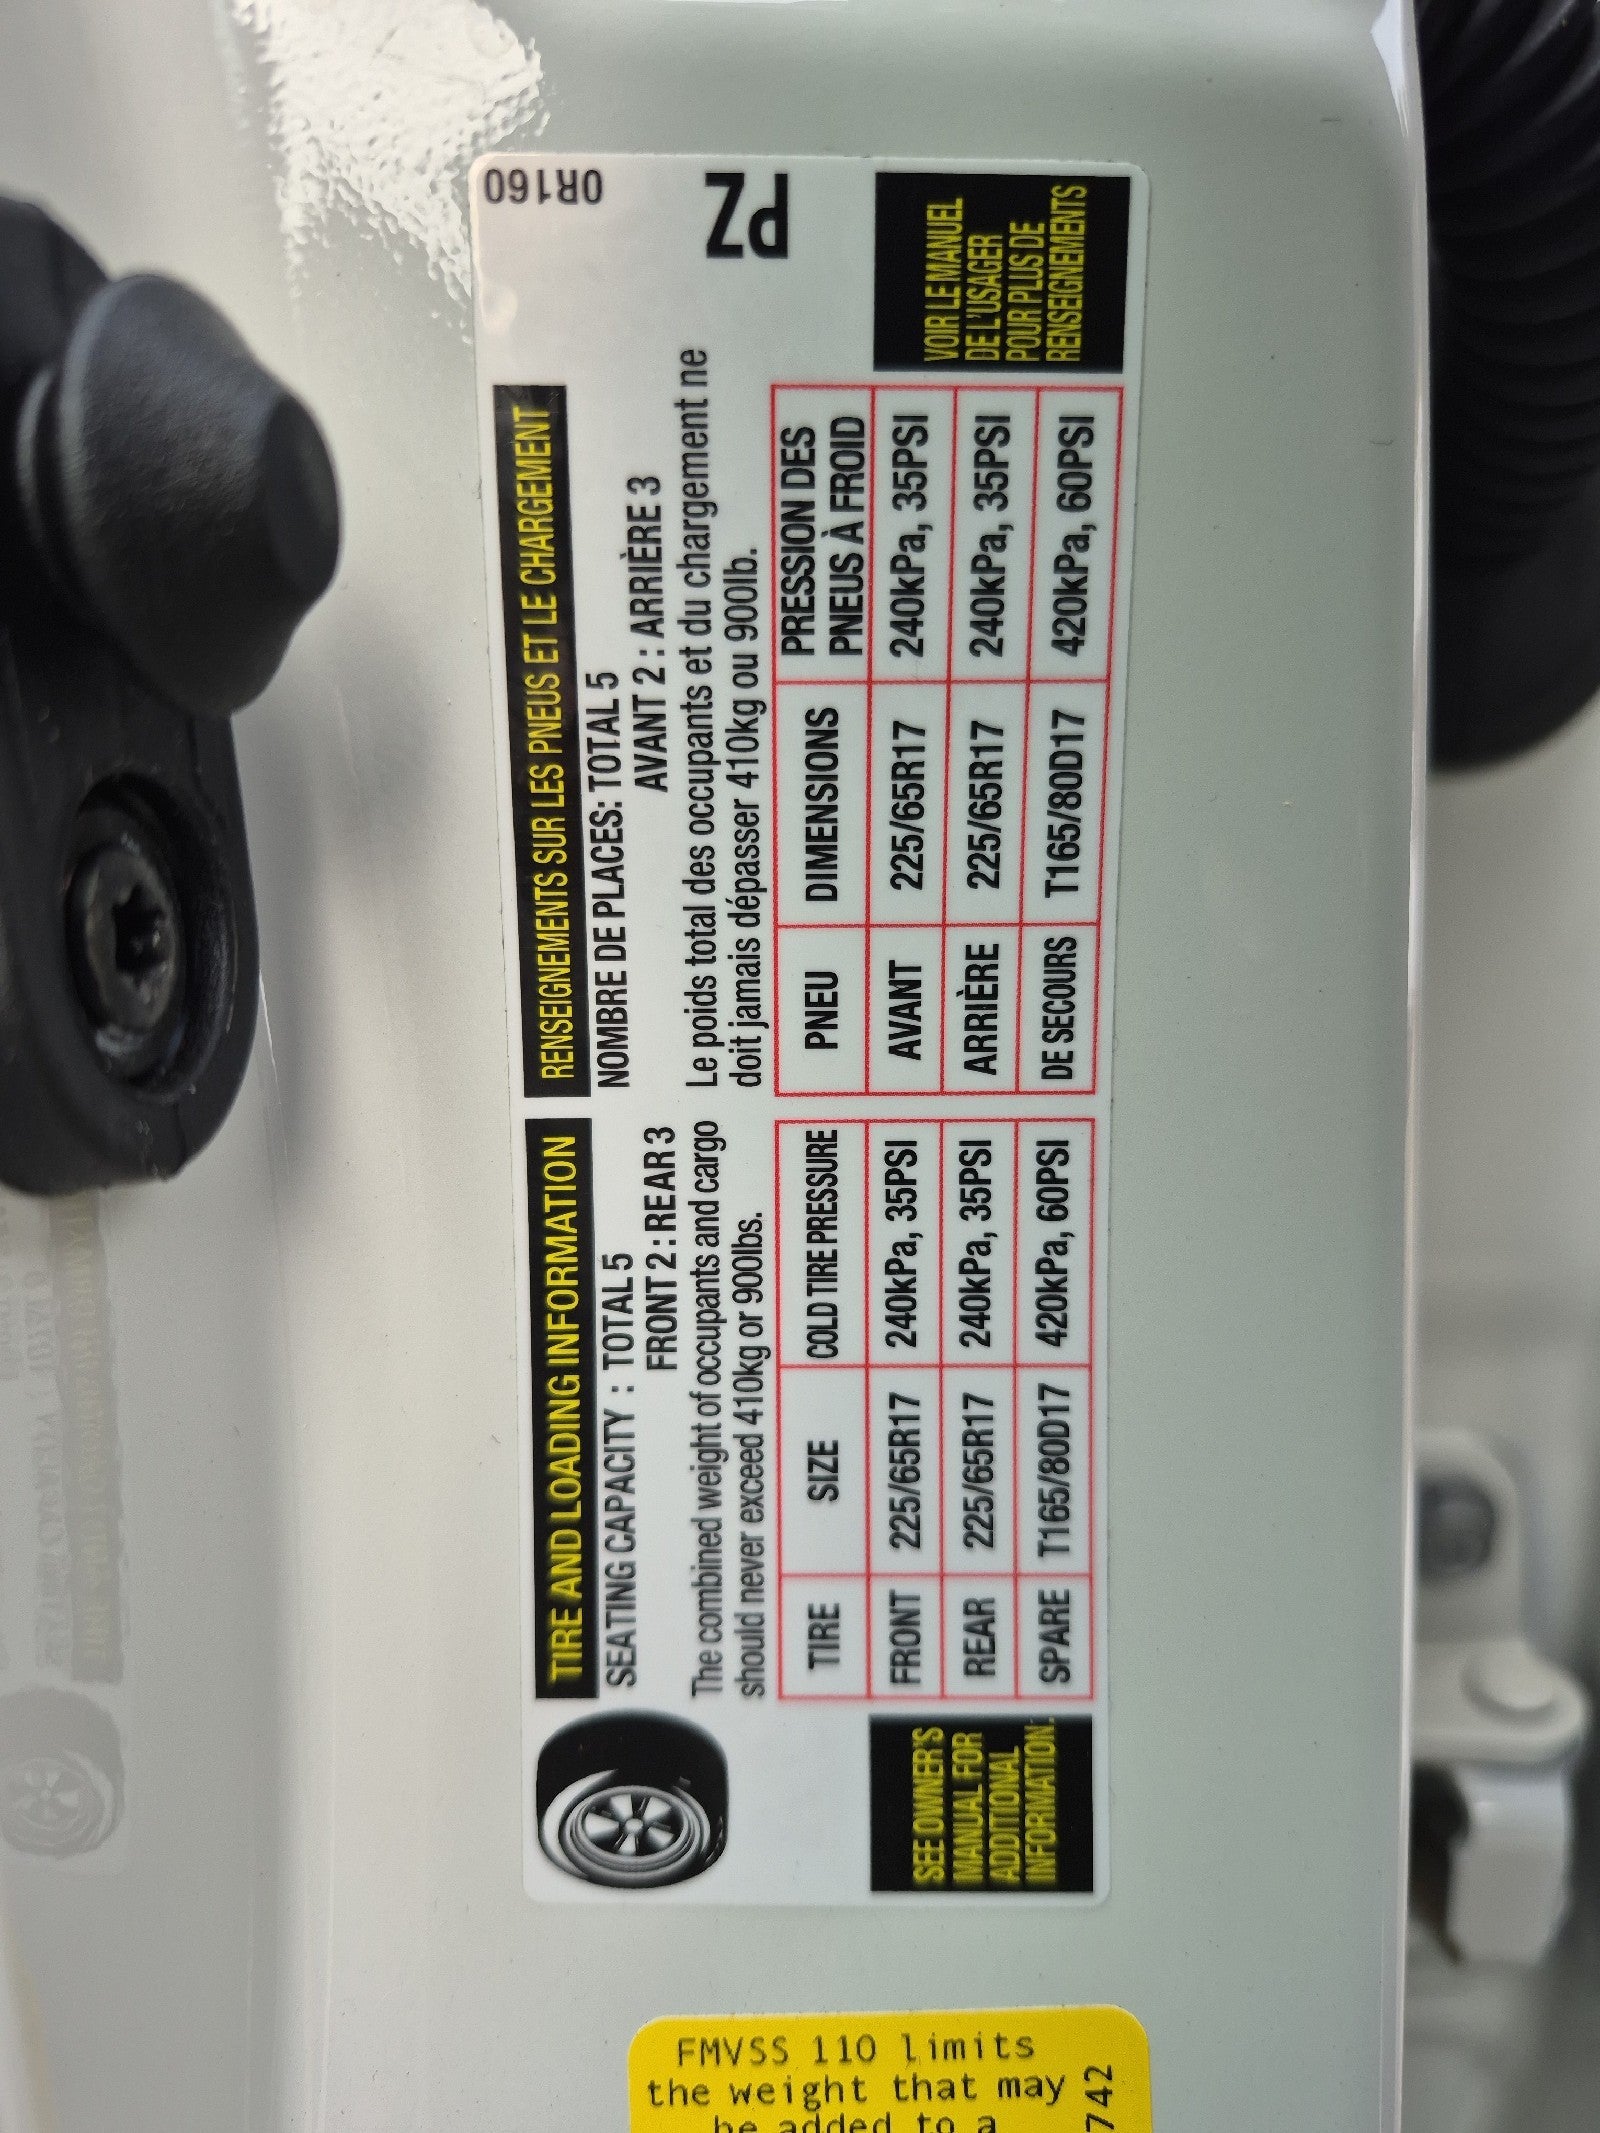 TIRE AND LOADING INFORMATION
SEATING CAPACITY : TOTAL 5
FRONT 2 : REAR 3
The combined weight of occupants and cargo
should never exceed 410kg or 900lbs.
TIRE SIZE COLD TIRE PRESSURE
FRONT 225/65R17 240kPa, 35PSI
REAR 225/65R17 240kPa, 35PSI
SPARE T165/80D17 420kPa, 60PSI
SEE OWNER'S
MANUAL FOR
ADDITIONAL
INFORMATION.
RENSEIGNEMENTS SUR LES PNEUS ET LE CHARGEMENT
NOMBRE DE PLACES: TOTAL 5
AVANT 2 : ARRIÈRE 3
Le poids total des occupants et du chargement ne
doit jamais dépasser 410kg ou 900lb.
PNEU DIMENSIONS PRESSION DES
PNEUS À FROID
AVANT 225/65R17 240kPa, 35PSI
ARRIÈRE 225/65R17 240kPa, 35PSI
DE SECOURS T165/80D17 420kPa, 60PSI
VOIR LE MANUEL
DE L'USAGER
POUR PLUS DE
RENSEIGNEMENTS
0R160
PZ
FMVSS 110 limits
the weight that may
be added to a
742